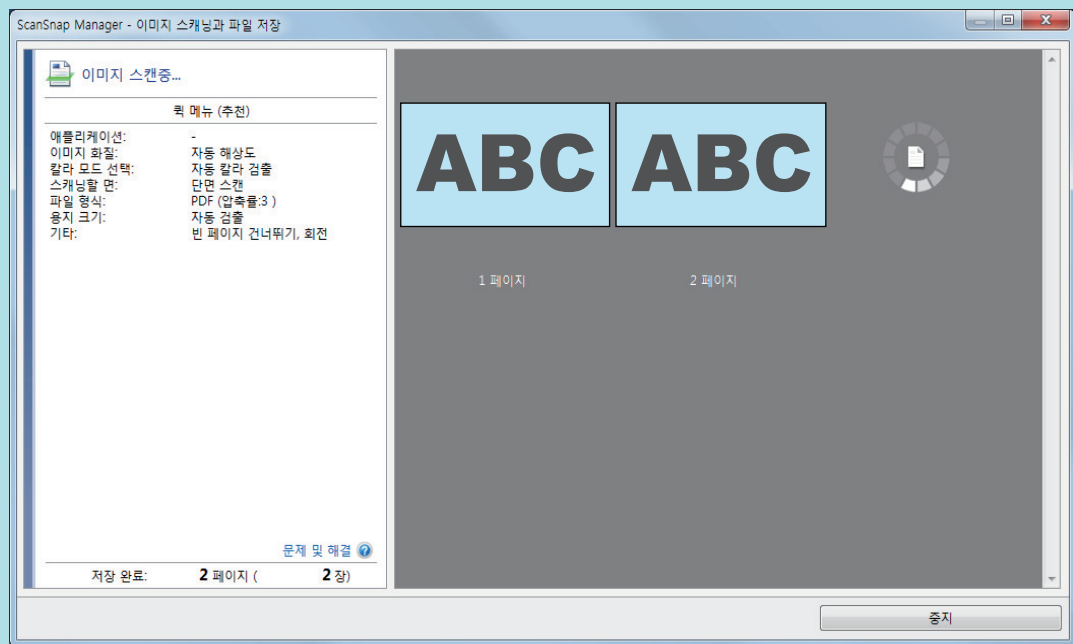 ScanSnap Manager - 이미지 스캐닝과 파일 저장
이미지 스캔중...
퀵 메뉴 (추천)
애플리케이션: -
이미지 화질: 자동 해상도
칼라 모드 선택: 자동 칼라 검출
스캐닝할 면: 단면 스캔
파일 형식: PDF (압축률:3 )
용지 크기: 자동 검출
기타: 빈 페이지 건너뛰기, 회전
문제 및 해결 ?
저장 완료: 2 페이지 ( 2 장)
ABC ABC
1 페이지 2 페이지
중지